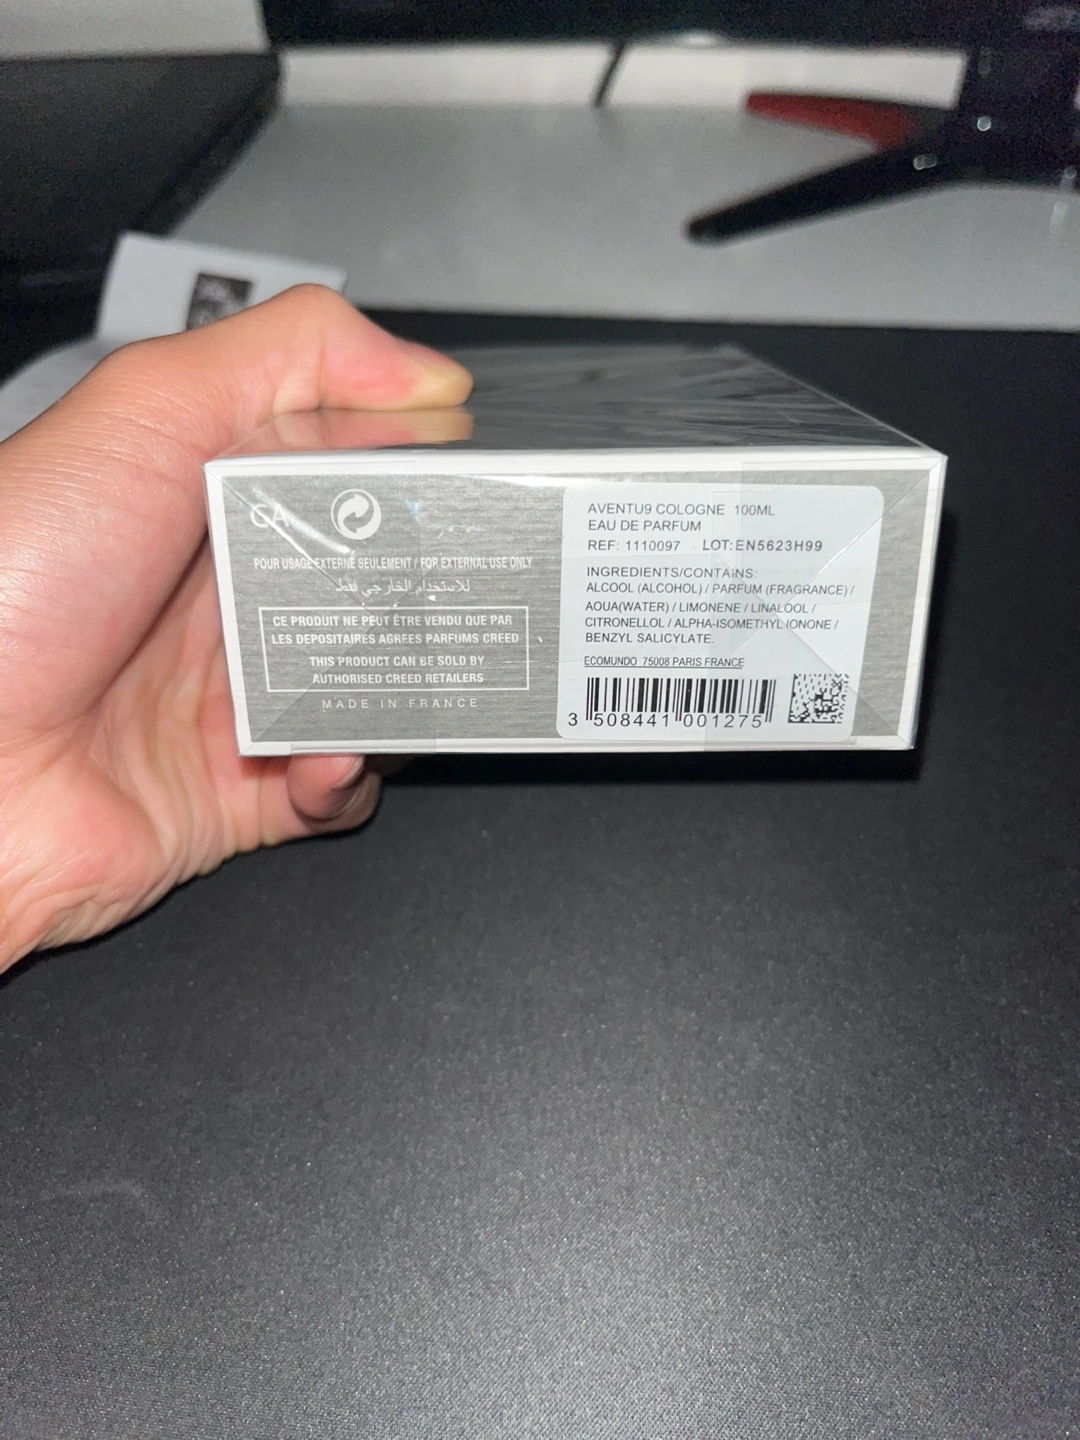 CA
POUR USAGE EXTERNE SEULEMENT / FOR EXTERNAL USE ONLY
للاستخدام الخارجي فقط
CE PRODUIT NE PEUT ÊTRE VENDU QUE PAR
LES DEPOSITAIRES AGREES PARFUMS CREED
THIS PRODUCT CAN BE SOLD BY
AUTHORISED CREED RETAILERS
MADE IN FRANCE
AVENTU9 COLOGNE 100ML
EAU DE PARFUM
REF: 1110097 LOT:EN5623H99
INGREDIENTS/CONTAiNS:
ALCOOL (ALCOHOL) / PARFUM (FRAGRANCE) /
AOUA(WATER) / LIMONENE / LINALOOL /
CITRONELLOL / ALPHA-ISOMETHYL IONONE /
BENZYL SALICYLATE.
ECOMUNDO 75008 PARIS FRANCE
3 508441 001275